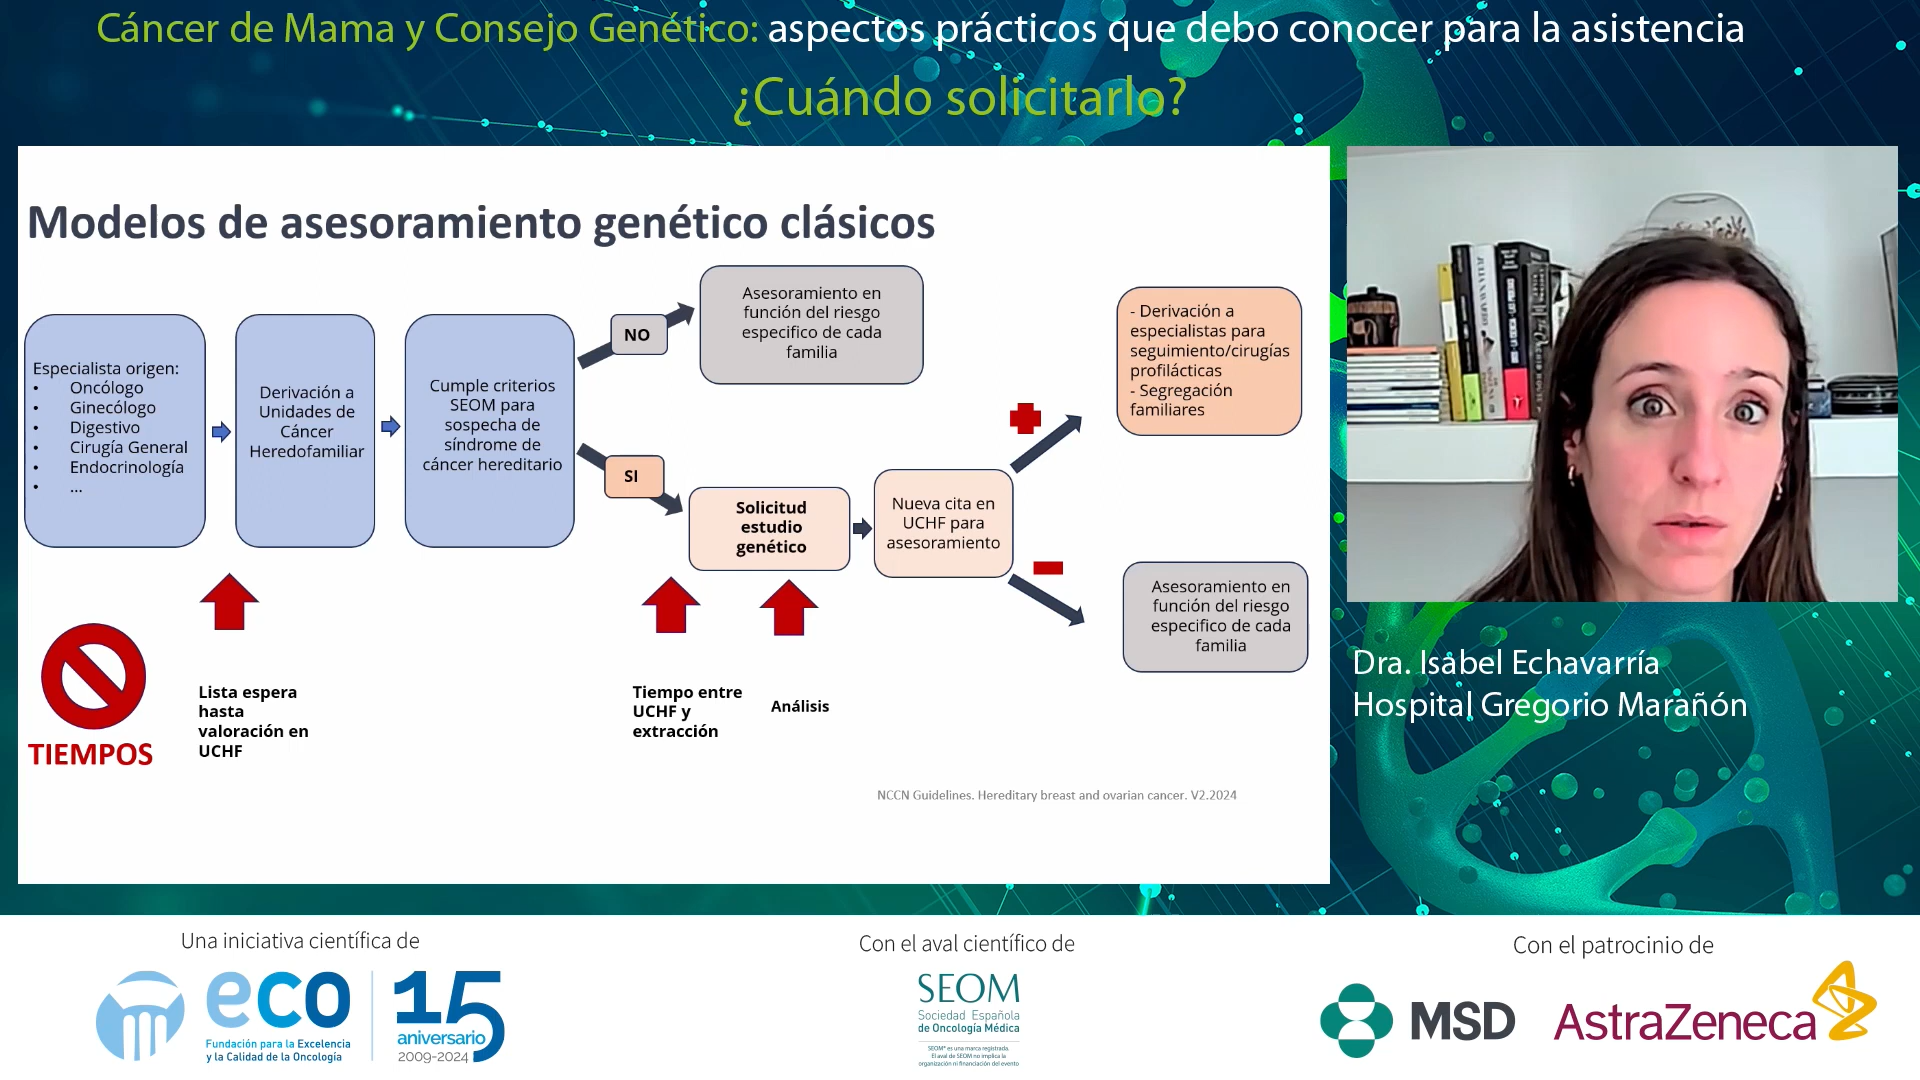 Cáncer de Mama y Consejo Genético: aspectos prácticos que debo conocer para la asistencia
¿Cuándo solicitarlo?
Modelos de asesoramiento genético clásicos
Especialista origen:
• Oncólogo
• Ginecólogo
• Digestivo
• Cirugía General
• Endocrinología
• ...
Derivación a
Unidades de
Cáncer
Heredofamiliar
Cumple criterios
SEOM para
sospecha de
síndrome de
cáncer hereditario
NO
Asesoramiento en
función del riesgo
especifico de cada
familia
SI
Solicitud
estudio
genético
Nueva cita en
UCHF para
asesoramiento
- Derivación a
especialistas para
seguimiento/cirugías
profilácticas
- Segregación
familiares
Asesoramiento en
función del riesgo
especifico de cada
familia
TIEMPOS
Lista espera
hasta
valoración en
UCHF
Tiempo entre
UCHF y
extracción
Análisis
NCCN Guidelines. Hereditary breast and ovarian cancer. V2.2024
Dra. Isabel Echavarría
Hospital Gregorio Marañón
Una iniciativa científica de
eco
Fundación para la Excelencia
y la Calidad de la Oncología
15
aniversario
2009-2024
Con el aval científico de
SEOM
Sociedad Española
de Oncología Médica
SEOM® es una marca registrada.
El aval de SEOM no implica la
organización ni financiación del evento
Con el patrocinio de
MSD
AstraZeneca